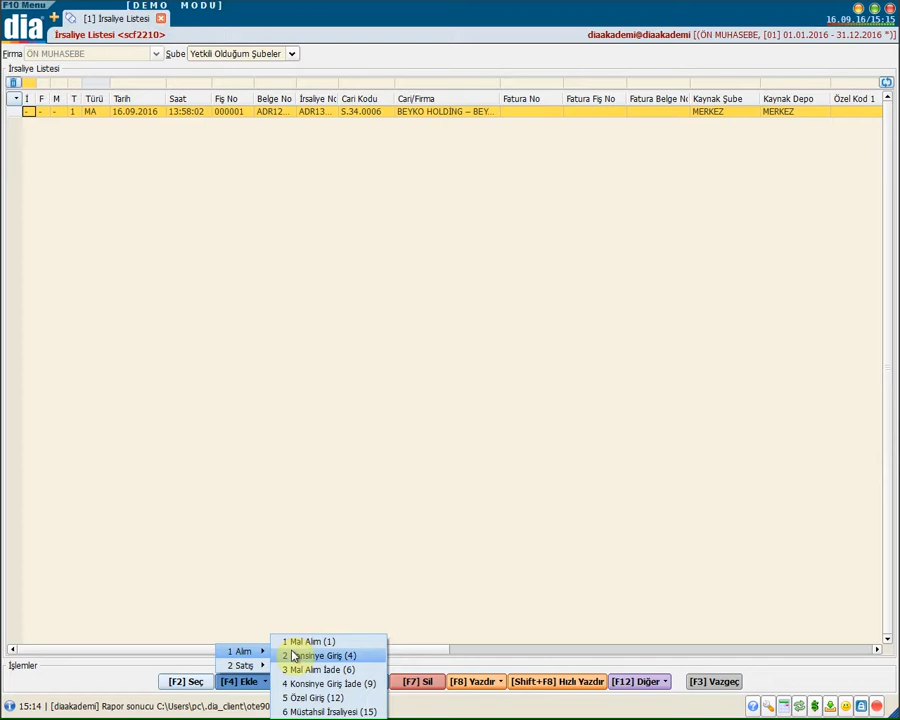 F10 Menu [DEMO MODU]
dia [1] İrsaliye Listesi
16.09.16/15:15
İrsaliye Listesi <scf2210> diaakademi@diaakademi [(ÖN MUHASEBE, [01] 01.01.2016 - 31.12.2016 *)]
Firma ÖN MUHASEBE Şube Yetkili Olduğum Şubeler
İrsaliye Listesi
İ F M T Türü Tarih Saat Fiş No Belge No İrsaliye No Cari Kodu Cari/Firma Fatura No Fatura Fiş No Fatura Belge No Kaynak Şube Kaynak Depo Özel Kod 1
- - - 1 MA 16.09.2016 13:58:02 000001 ADR12... ADR13... S.34.0006 BEYKO HOLDİNG – BEY... MERKEZ MERKEZ
1 Mal Alım (1)
1 Alım 2 Konsinye Giriş (4)
İşlemler 2 Satış 3 Mal Alım İade (6)
[F2] Seç [F4] Ekle 4 Konsinye Giriş İade (9) [F7] Sil [F8] Yazdır [Shift+F8] Hızlı Yazdır [F12] Diğer [F3] Vazgeç
5 Özel Giriş (12)
15:14 [diaakademi] Rapor sonucu C:\Users\pc\.dia_client\ote90 6 Müstahsil İrsaliyesi (15)